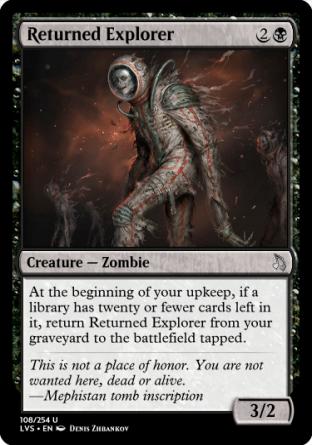 Returned Explorer 2
Creature — Zombie
At the beginning of your upkeep, if a
library has twenty or fewer cards left in
it, return Returned Explorer from your
graveyard to the battlefield tapped.
This is not a place of honor. You are not
wanted here, dead or alive.
—Mephistan tomb inscription
108/254 U
LVS • EN Denis Zhbankov
3/2